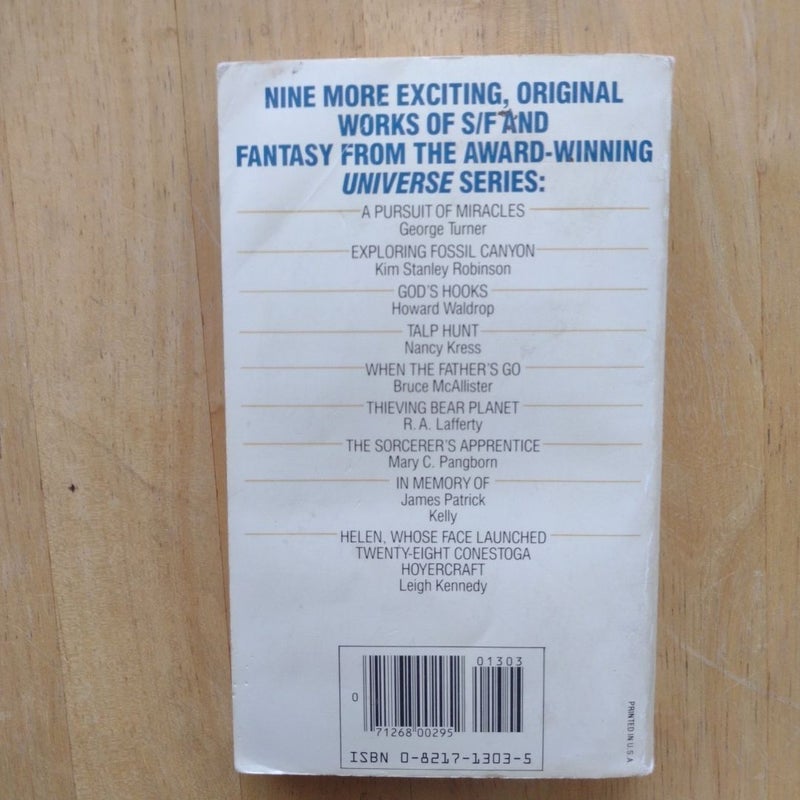 NINE MORE EXCITING, ORIGINAL
WORKS OF S/F AND
FANTASY FROM THE AWARD-WINNING
UNIVERSE SERIES:
A PURSUIT OF MIRACLES
George Turner
EXPLORING FOSSIL CANYON
Kim Stanley Robinson
GOD'S HOOKS
Howard Waldrop
TALP HUNT
Nancy Kress
WHEN THE FATHER'S GO
Bruce McAllister
THIEVING BEAR PLANET
R.A. Lafferty
THE SORCERER'S APPRENTICE
Mary C. Pangborn
IN MEMORY OF
James Patrick
Kelly
HELEN, WHOSE FACE LAUNCHED
TWENTY-EIGHT CONESTOGA
HOYERCRAFT
Leigh Kennedy
01303
0
71268 00295
ISBN 0-8217-1303-5
PRINTED IN U.S.A.